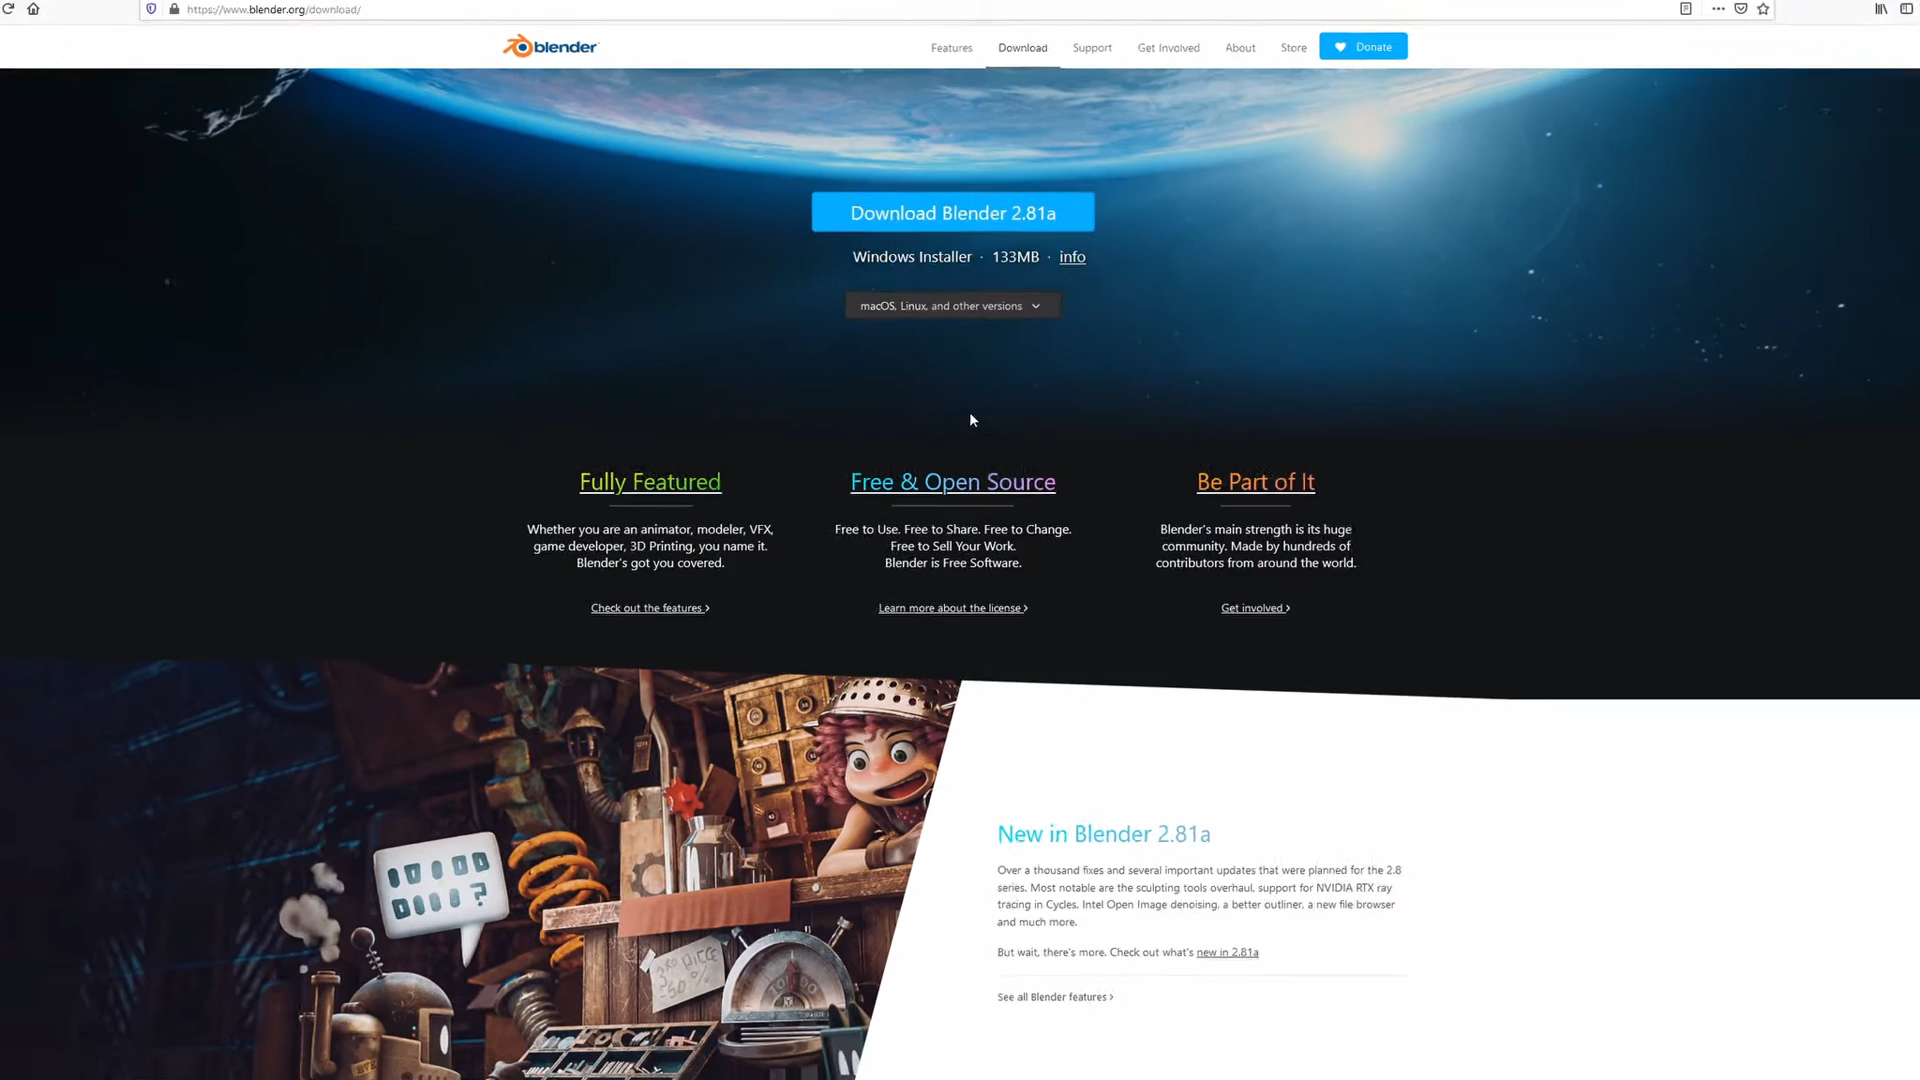 https://www.blender.org/download/
blender
Features
Download
Support
Get Involved
About
Store
Donate
Download Blender 2.81a
Windows Installer · 133MB · info
macOS, Linux, and other versions
Fully Featured
Whether you are an animator, modeler, VFX,
game developer, 3D Printing, you name it.
Blender's got you covered.
Check out the features ›
Free & Open Source
Free to Use. Free to Share. Free to Change.
Free to Sell Your Work.
Blender is Free Software.
Learn more about the license ›
Be Part of It
Blender's main strength is its huge
community. Made by hundreds of
contributors from around the world.
Get involved ›
3RD PIECE
-50%
New in Blender 2.81a
Over a thousand fixes and several important updates that were planned for the 2.8
series. Most notable are the sculpting tools overhaul, support for NVIDIA RTX ray
tracing in Cycles, Intel Open Image denoising, a better outliner, a new file browser
and much more.
But wait, there's more. Check out what's new in 2.81a
See all Blender features ›